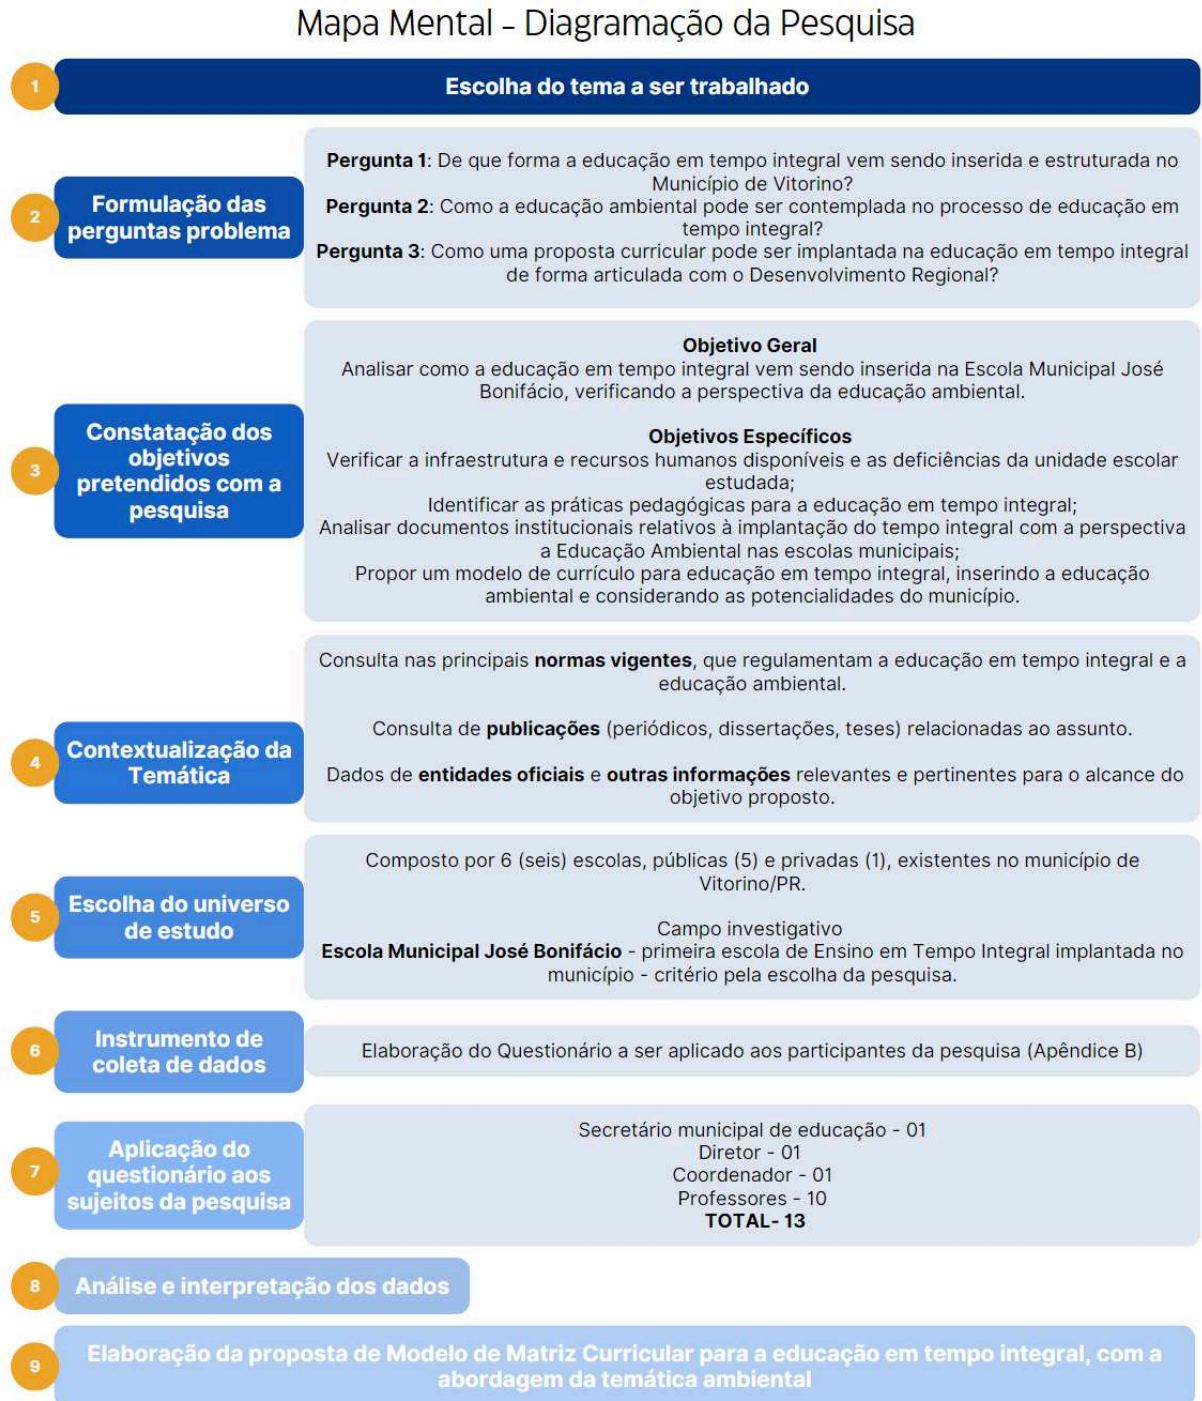 Mapa Mental - Diagramação da Pesquisa
1
Escolha do tema a ser trabalhado
2
Formulação das
perguntas problema
Pergunta 1: De que forma a educação em tempo integral vem sendo inserida e estruturada no
Município de Vitorino?
Pergunta 2: Como a educação ambiental pode ser contemplada no processo de educação em
tempo integral?
Pergunta 3: Como uma proposta curricular pode ser implantada na educação em tempo integral
de forma articulada com o Desenvolvimento Regional?
3
Constatação dos
objetivos
pretendidos com a
pesquisa
Objetivo Geral
Analisar como a educação em tempo integral vem sendo inserida na Escola Municipal José
Bonifácio, verificando a perspectiva da educação ambiental.
Objetivos Específicos
Verificar a infraestrutura e recursos humanos disponíveis e as deficiências da unidade escolar
estudada;
Identificar as práticas pedagógicas para a educação em tempo integral;
Analisar documentos institucionais relativos à implantação do tempo integral com a perspectiva
a Educação Ambiental nas escolas municipais;
Propor um modelo de currículo para educação em tempo integral, inserindo a educação
ambiental e considerando as potencialidades do município.
4
Contextualização da
Temática
Consulta nas principais normas vigentes, que regulamentam a educação em tempo integral e a
educação ambiental.
Consulta de publicações (periódicos, dissertações, teses) relacionadas ao assunto.
Dados de entidades oficiais e outras informações relevantes e pertinentes para o alcance do
objetivo proposto.
5
Escolha do universo
de estudo
Composto por 6 (seis) escolas, públicas (5) e privadas (1), existentes no município de
Vitorino/PR.
Campo investigativo
Escola Municipal José Bonifácio - primeira escola de Ensino em Tempo Integral implantada no
município - critério pela escolha da pesquisa.
6
Instrumento de
coleta de dados
Elaboração do Questionário a ser aplicado aos participantes da pesquisa (Apêndice B)
7
Aplicação do
questionário aos
sujeitos da pesquisa
Secretário municipal de educação - 01
Diretor - 01
Coordenador - 01
Professores - 10
TOTAL- 13
8
Análise e interpretação dos dados
9
Elaboração da proposta de Modelo de Matriz Curricular para a educação em tempo integral, com a
abordagem da temática ambiental